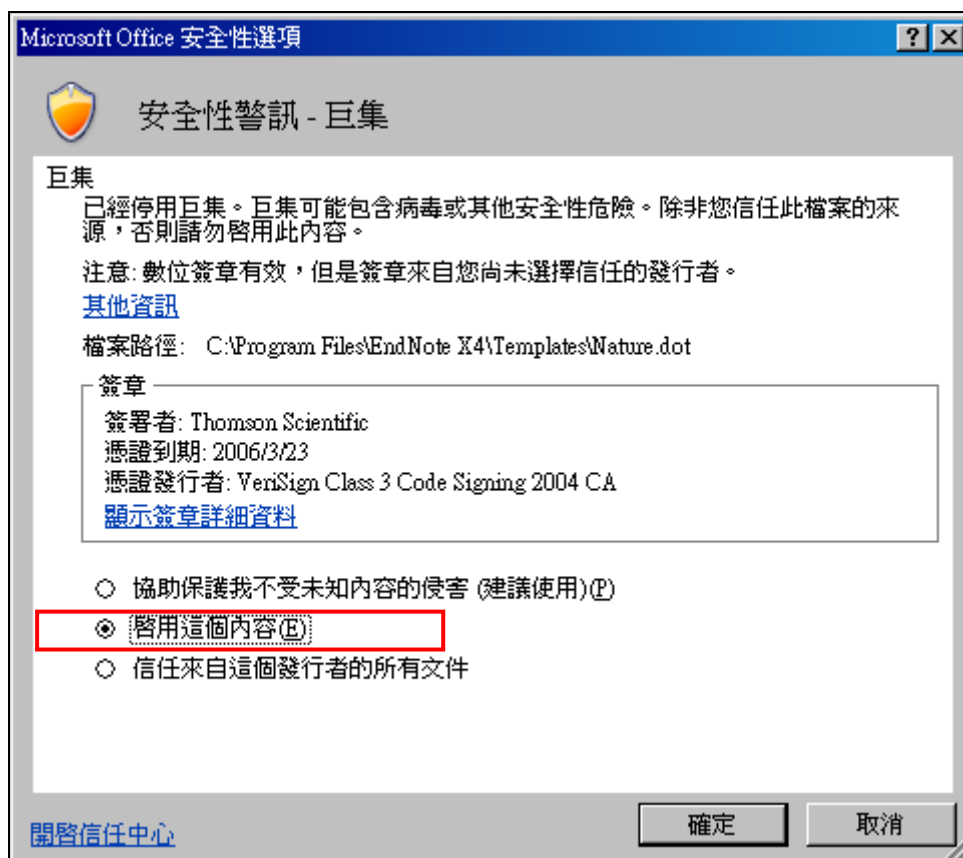 Microsoft Office 安全性選項
安全性警訊 - 巨集
巨集
已經停用巨集。巨集可能包含病毒或其他安全性危險。除非您信任此檔案的來
源，否則請勿啓用此內容。
注意: 數位簽章有效，但是簽章來自您尚未選擇信任的發行者。
其他資訊
檔案路徑: C:\Program Files\EndNote X4\Templates\Nature.dot
簽章
簽署者: Thomson Scientific
憑證到期: 2006/3/23
憑證發行者: VeriSign Class 3 Code Signing 2004 CA
顯示簽章詳細資料
協助保護我不受未知內容的侵害 (建議使用)(P)
啓用這個內容(E)
信任來自這個發行者的所有文件
開啓信任中心
確定
取消